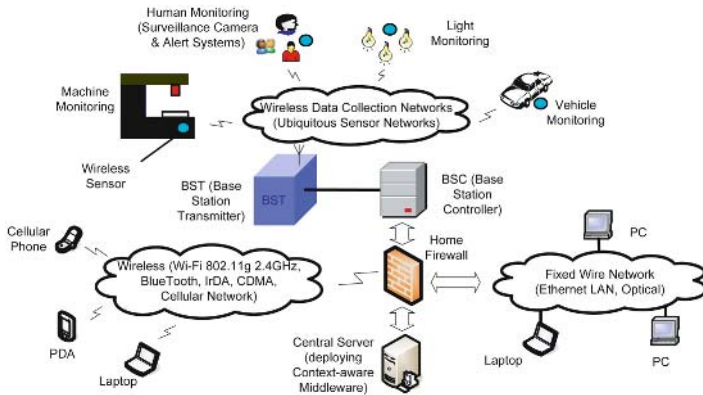 Human Monitoring
(Surveillance Camera
& Alert Systems)
Light
Monitoring
Machine
Monitoring
Wireless Data Collection Networks
(Ubiquitous Sensor Networks)
Vehicle
Monitoring
Wireless
Sensor
BST (Base
Station
Transmitter)
BST
BSC (Base
Station
Controller)
Cellular
Phone
Home
Firewall
PC
Wireless (Wi-Fi 802.11g 2.4GHz,
BlueTooth, IrDA, CDMA,
Cellular Network)
Fixed Wire Network
(Ethernet LAN, Optical)
PDA
Laptop
Central Server
(deploying
Context-aware
Middleware)
Laptop
PC